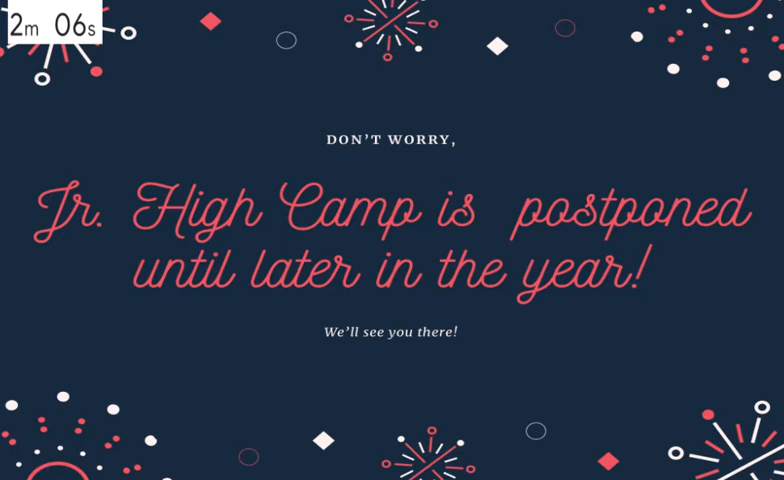 2m 06s
DON'T WORRY,
Jr. High Camp is postponed
until later in the year!
We'll see you there!